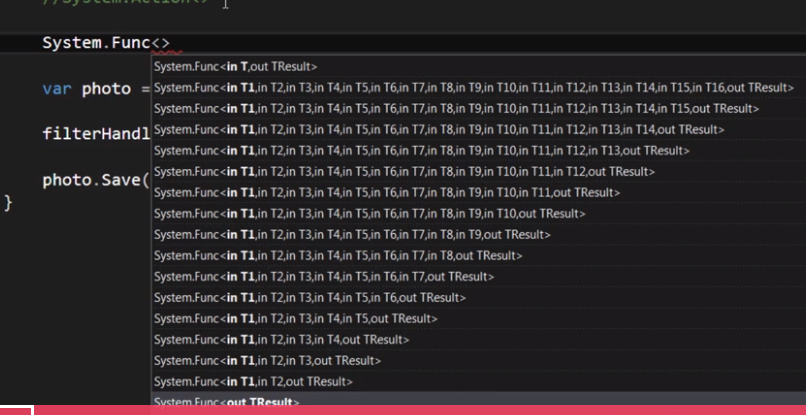 //System.Action<>
System.Func<>
System.Func<in T,out TResult>
var photo =
System.Func<in T1,in T2,in T3,in T4,in T5,in T6,in T7,in T8,in T9,in T10,in T11,in T12,in T13,in T14,in T15,in T16,out TResult>
System.Func<in T1,in T2,in T3,in T4,in T5,in T6,in T7,in T8,in T9,in T10,in T11,in T12,in T13,in T14,in T15,out TResult>
filterHandl
System.Func<in T1,in T2,in T3,in T4,in T5,in T6,in T7,in T8,in T9,in T10,in T11,in T12,in T13,in T14,out TResult>
System.Func<in T1,in T2,in T3,in T4,in T5,in T6,in T7,in T8,in T9,in T10,in T11,in T12,in T13,out TResult>
photo.Save(
System.Func<in T1,in T2,in T3,in T4,in T5,in T6,in T7,in T8,in T9,in T10,in T11,in T12,out TResult>
System.Func<in T1,in T2,in T3,in T4,in T5,in T6,in T7,in T8,in T9,in T10,in T11,out TResult>
}
System.Func<in T1,in T2,in T3,in T4,in T5,in T6,in T7,in T8,in T9,in T10,out TResult>
System.Func<in T1,in T2,in T3,in T4,in T5,in T6,in T7,in T8,in T9,out TResult>
System.Func<in T1,in T2,in T3,in T4,in T5,in T6,in T7,in T8,out TResult>
System.Func<in T1,in T2,in T3,in T4,in T5,in T6,in T7,out TResult>
System.Func<in T1,in T2,in T3,in T4,in T5,in T6,out TResult>
System.Func<in T1,in T2,in T3,in T4,in T5,out TResult>
System.Func<in T1,in T2,in T3,in T4,out TResult>
System.Func<in T1,in T2,in T3,out TResult>
System.Func<in T1,in T2,out TResult>
System.Func<out TResult>